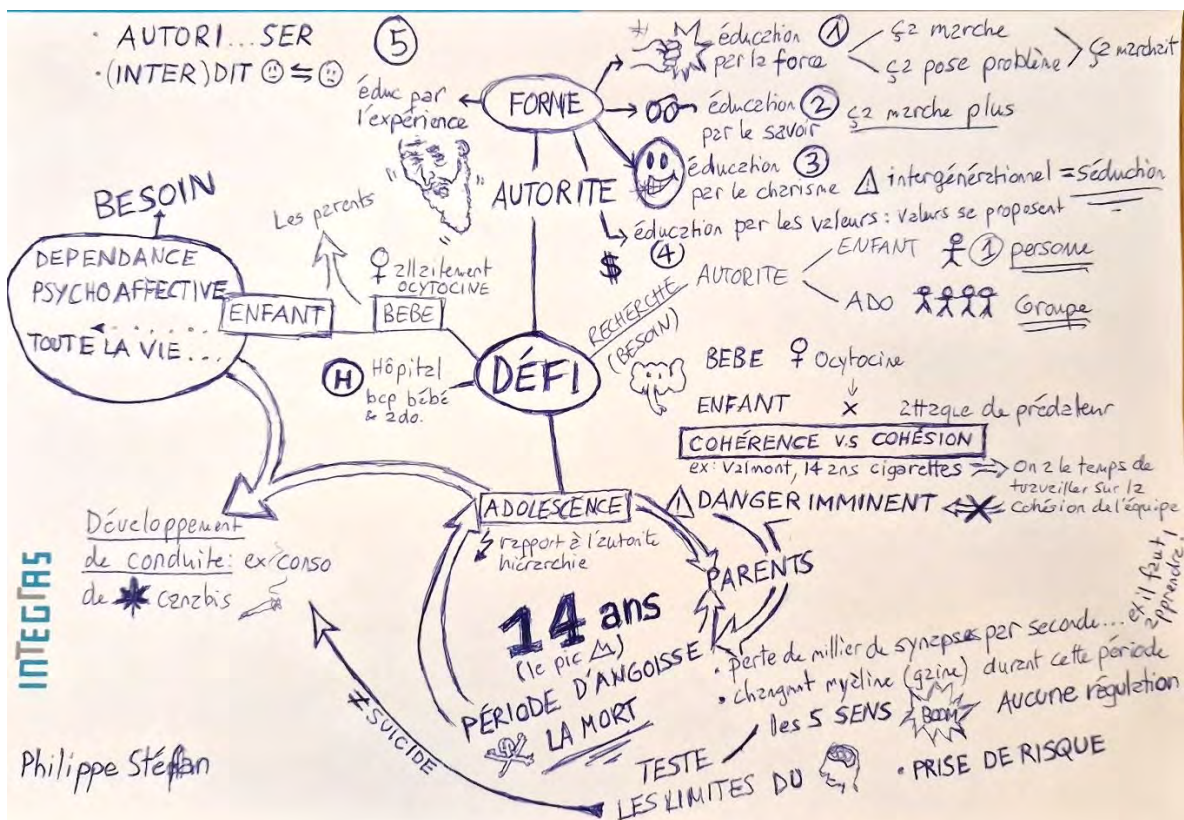 · AUTORI...SER
· (INTER)DIT
5
éduc par
l'expérience
FORME
éducation 1
par la force
ça marche
ça pose problème
ça marchait
éducation 2
par le savoir
ça marche plus
éducation 3
par le charisme
intergénérationnel = séduction
AUTORITE
éducation par les valeurs : valeurs se proposent
4
$
BESOIN
DEPENDANCE
PSYCHOAFFECTIVE
TOUTE LA VIE...
ENFANT
Les parents
BEBE
♀ allaitement
OCYTOCINE
H Hôpital
bcp bébé
& ado.
DÉFI
RECHERCHE
(BESOIN)
AUTORITE
ENFANT 1 personne
ADO Groupe
BEBE ♀ Ocytocine
ENFANT × attaque de prédateur
COHÉRENCE V.S COHÉSION
ex: Valmont, 14 ans cigarettes => On a le temps de
travailler sur la
cohésion de l'équipe
DANGER IMMINENT
ADOLESCENCE
rapport à l'autorite
hiérarchie
PARENTS
Développement
de conduite: ex conso
de canabis
14 ans
(le pic)
PÉRIODE D'ANGOISSE
LA MORT
· perte de millier de synapses par seconde... ex il faut
apprendre !
· changmt myéline (gaine) durant cette période
les 5 SENS BOOM AUCUNE régulation
TESTE
LES LIMITES DU
· PRISE DE RISQUE
≠ SUICIDE
INTEGRAS
Philippe Stéphan